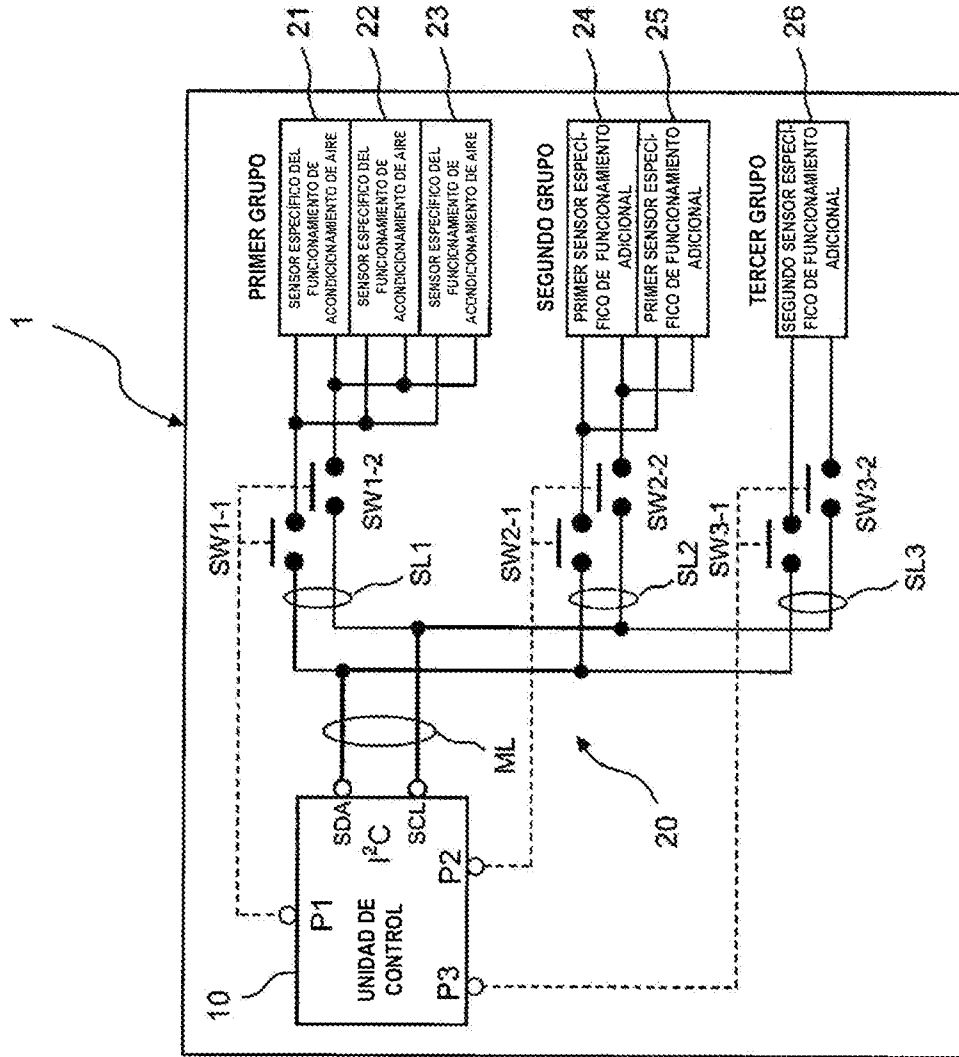 1
PRIMER GRUPO
SENSOR ESPECÍFICO DEL
FUNCIONAMIENTO DE
ACONDICIONAMIENTO DE AIRE
21
SENSOR ESPECÍFICO DEL
FUNCIONAMIENTO DE
ACONDICIONAMIENTO DE AIRE
22
SENSOR ESPECÍFICO DEL
FUNCIONAMIENTO DE
ACONDICIONAMIENTO DE AIRE
23
SW1-1
SW1-2
SL1
SEGUNDO GRUPO
PRIMER SENSOR ESPECÍ-
FICO DE FUNCIONAMIENTO
ADICIONAL
24
PRIMER SENSOR ESPECÍ-
FICO DE FUNCIONAMIENTO
ADICIONAL
25
SW2-1
SW2-2
SL2
TERCER GRUPO
SEGUNDO SENSOR ESPECÍ-
FICO DE FUNCIONAMIENTO
ADICIONAL
26
SW3-1
SW3-2
SL3
ML
20
10
P1
SDA
I²C
SCL
UNIDAD DE
CONTROL
P2
P3